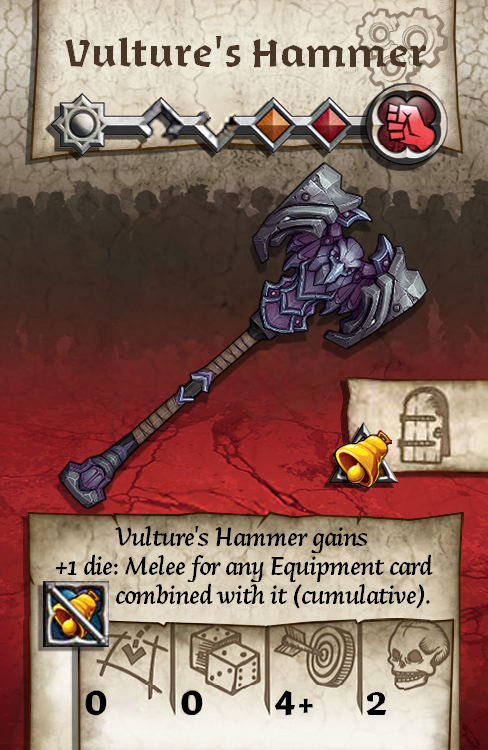 Vulture's Hammer
Vulture's Hammer gains
+1 die: Melee for any Equipment card
combined with it (cumulative).
0 0 4+ 2